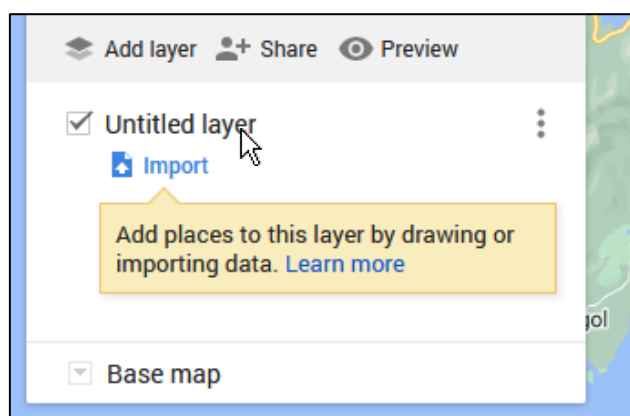 Add layer Share Preview
Untitled layer
Import
Add places to this layer by drawing or
importing data. Learn more
gol
Base map